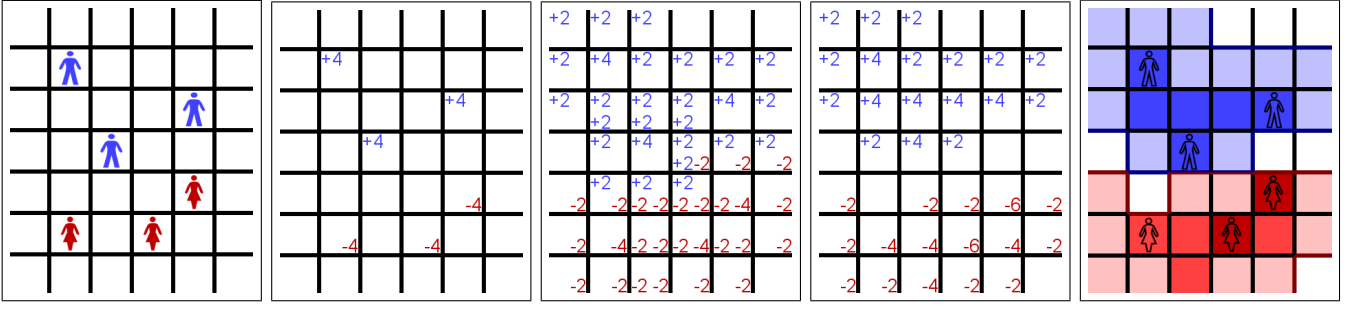 +4
+4
+4
-4
-4 -4
+2 +2 +2
+2 +4 +2 +2 +2 +2
+2 +2 +2 +2 +4 +2
+2 +2 +2
+2 +4 +2 +2 +2
+2 -2 -2 -2
+2 +2 +2
-2 -2 -2 -2 -2 -2 -2 -4 -2
-2 -4 -2 -2 -2 -4 -2 -2 -2
-2 -2 -2 -2 -2 -2
+2 +2 +2
+2 +4 +2 +2 +2 +2
+2 +4 +4 +4 +4 +2
+2 +4 +2
-2 -2 -2 -6 -2
-2 -4 -4 -6 -4 -2
-2 -2 -4 -2 -2